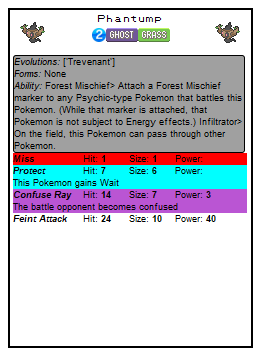 Phantump
2 GHOST GRASS
Evolutions: ['Trevenant']
Forms: None
Ability: Forest Mischief> Attach a Forest Mischief
marker to any Psychic-type Pokemon that battles this
Pokemon. (While that marker is attached, that
Pokemon is not subject to Energy effects.) Infiltrator>
On the field, this Pokemon can pass through other
Pokemon.
Miss Hit: 1 Size: 1 Power:
Protect Hit: 7 Size: 6 Power:
This Pokemon gains Wait
Confuse Ray Hit: 14 Size: 7 Power: 3
The battle opponent becomes confused
Feint Attack Hit: 24 Size: 10 Power: 40